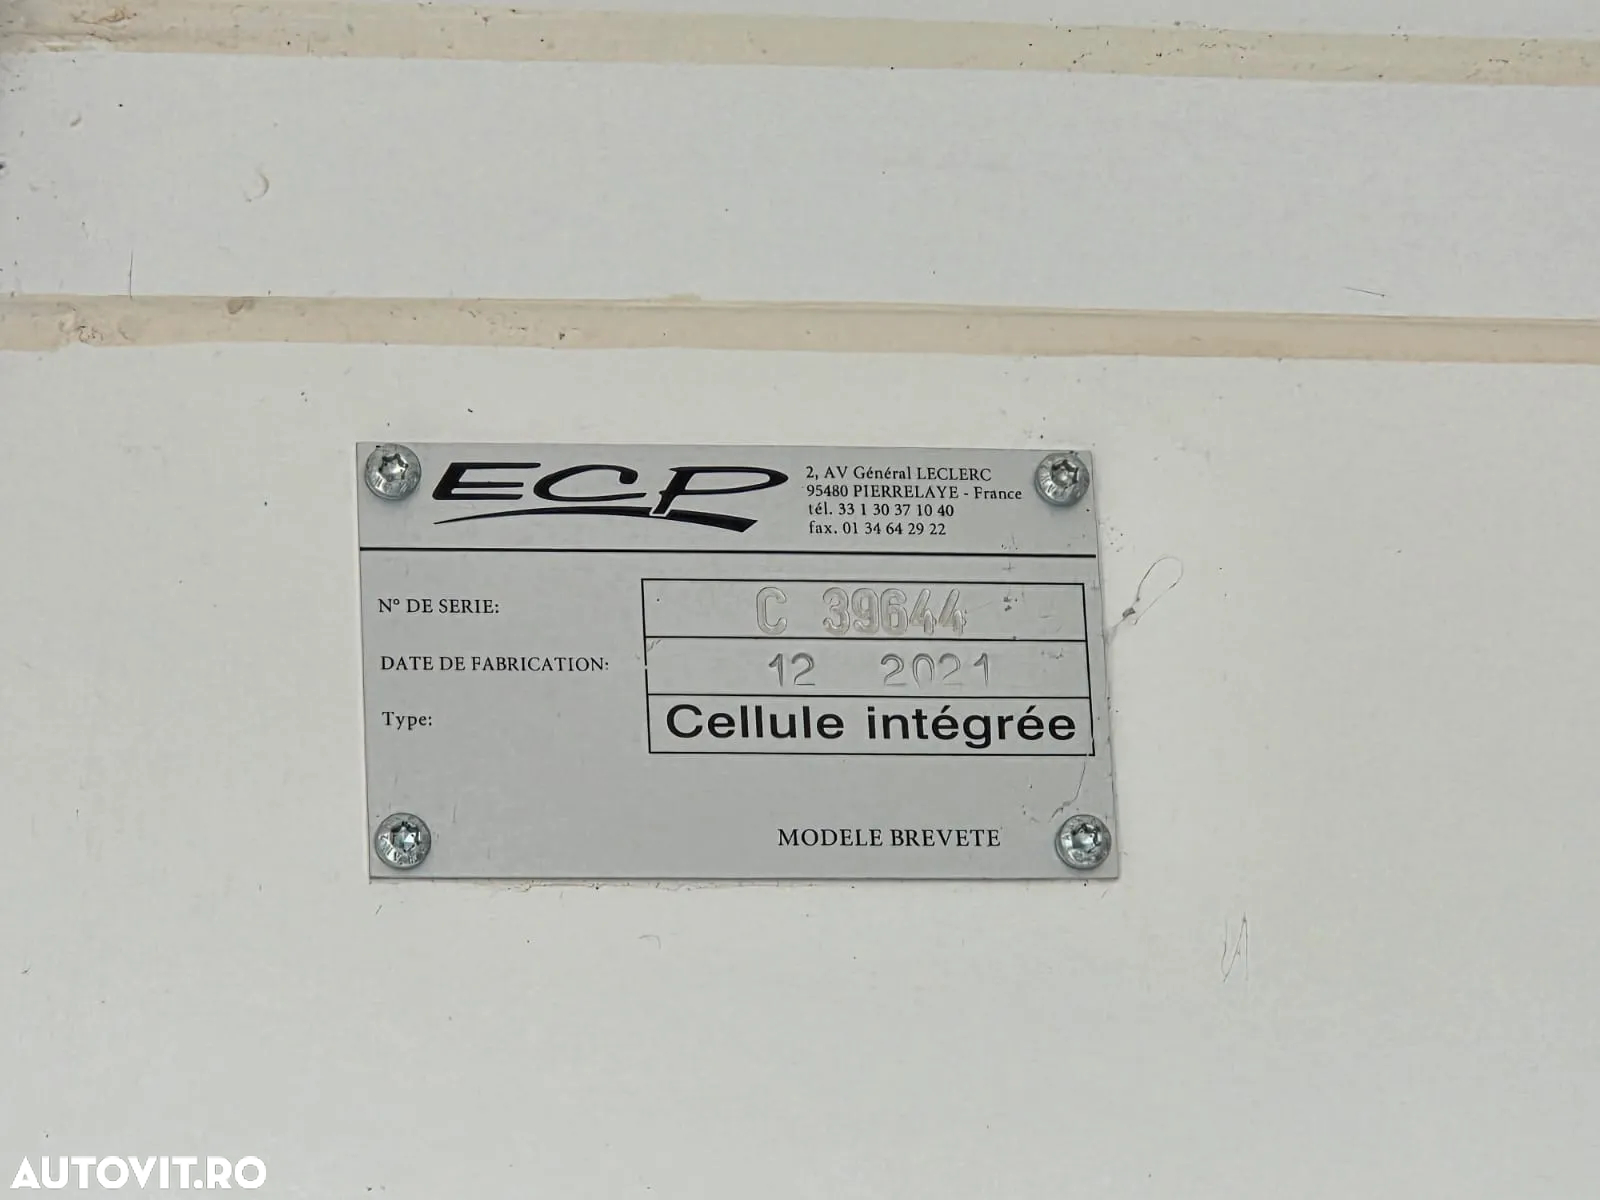 ECP
2, AV Général LECLERC
95480 PIERRELAYE - France
tél. 33 1 30 37 10 40
fax. 01 34 64 29 22
N° DE SERIE: C 39644
DATE DE FABRICATION: 12 2021
Type: Cellule intégrée
MODELE BREVETE
AUTOVIT.RO